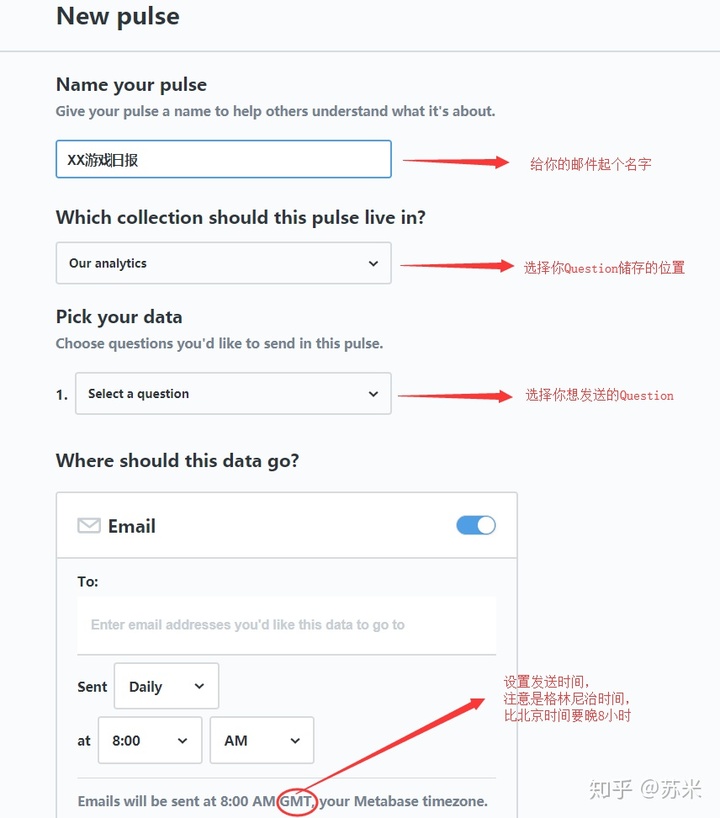 New pulse
Name your pulse
Give your pulse a name to help others understand what it's about.
XX游戏日报
给你的邮件起个名字
Which collection should this pulse live in?
Our analytics
选择你Question储存的位置
Pick your data
Choose questions you'd like to send in this pulse.
1. Select a question
选择你想发送的Question
Where should this data go?
Email
To:
Enter email addresses you'd like this data to go to
Sent Daily
设置发送时间,
注意是格林尼治时间,
比北京时间要晚8小时
at 8:00 AM
知乎 @苏米
Emails will be sent at 8:00 AM GMT, your Metabase timezone.